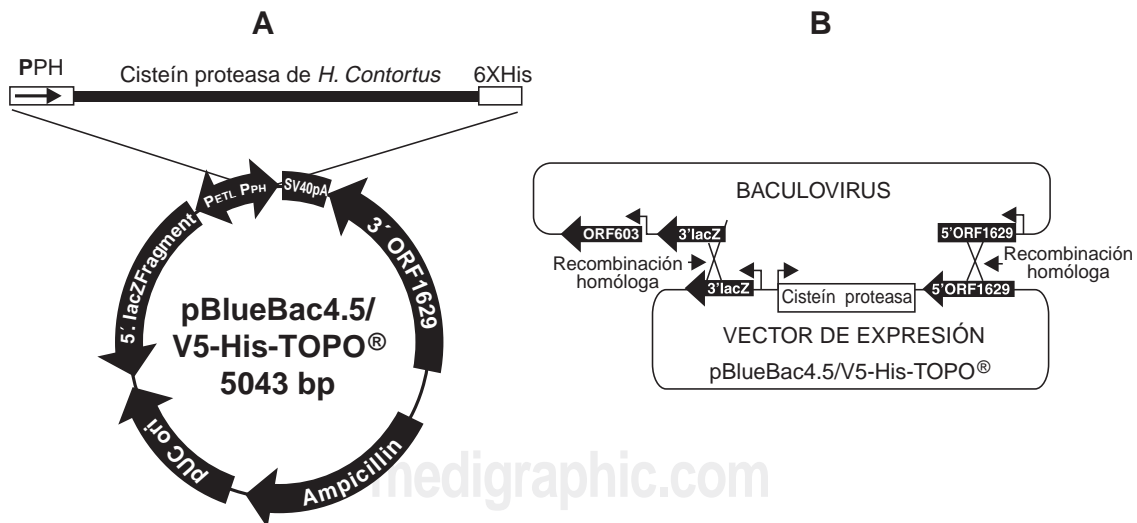 A
PPH
Cisteín proteasa de H. Contortus
6XHis
PETL PPH
SV40pA
3´ ORF1629
Ampicillin
pUC ori
5´ lacZFragment
pBlueBac4.5/
V5-His-TOPO®
5043 bp
B
BACULOVIRUS
ORF603
3'lacZ
5'ORF1629
Recombinación
homóloga
Recombinación
homóloga
3'lacZ
Cisteín proteasa
5'ORF1629
VECTOR DE EXPRESIÓN
pBlueBac4.5/V5-His-TOPO®
medigraphic.com